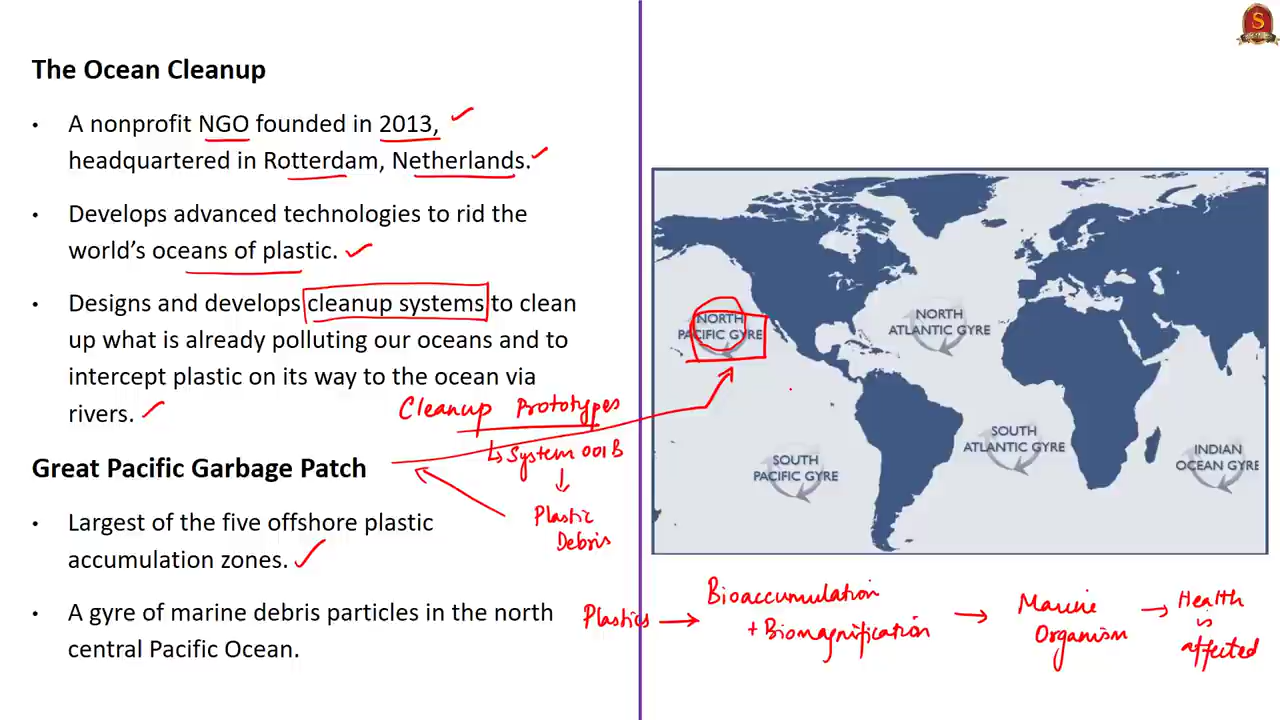 The Ocean Cleanup
• A nonprofit NGO founded in 2013,
headquartered in Rotterdam, Netherlands.
• Develops advanced technologies to rid the
world’s oceans of plastic.
• Designs and develops cleanup systems to clean
up what is already polluting our oceans and to
intercept plastic on its way to the ocean via
rivers.
Cleanup Prototypes
System 001B
Plastic
Debris
Great Pacific Garbage Patch
• Largest of the five offshore plastic
accumulation zones.
• A gyre of marine debris particles in the north
central Pacific Ocean.
S
NORTH
PACIFIC GYRE
NORTH
ATLANTIC GYRE
SOUTH
PACIFIC GYRE
SOUTH
ATLANTIC GYRE
INDIAN
OCEAN GYRE
Plastics
Bioaccumulation
+ Biomagnification
Marine
Organism
Health
is
affected